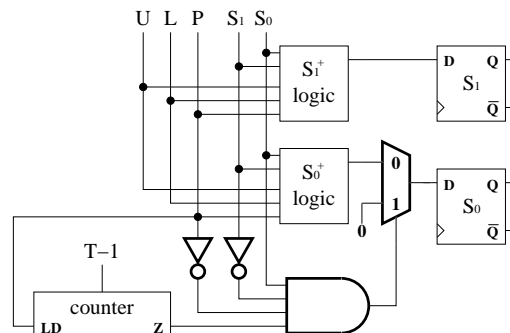 U L P S1 S0
S1+
logic
D Q
S1
Q
S0+
logic
0
1
0
D Q
S0
Q
T−1
counter
LD Z